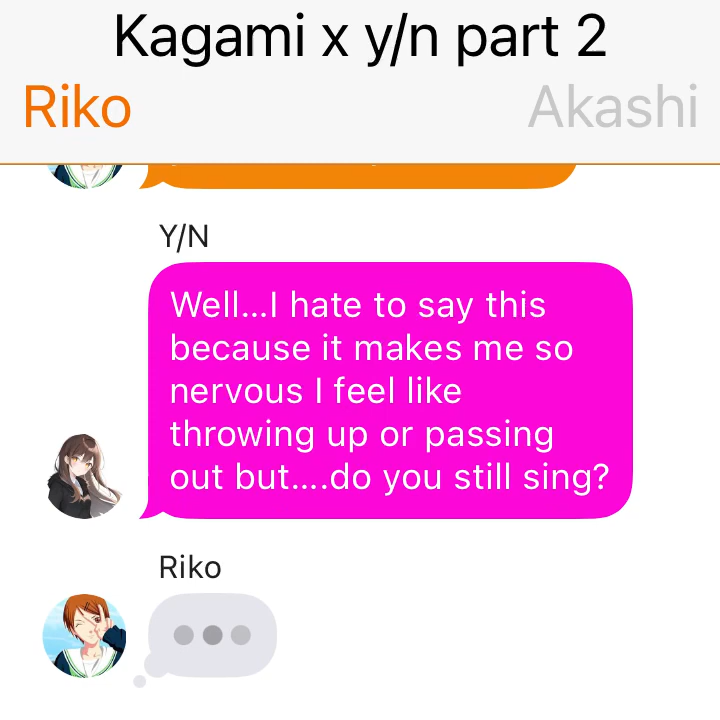 Kagami x y/n part 2
Riko Akashi
Y/N
Well...I hate to say this
because it makes me so
nervous I feel like
throwing up or passing
out but....do you still sing?
Riko